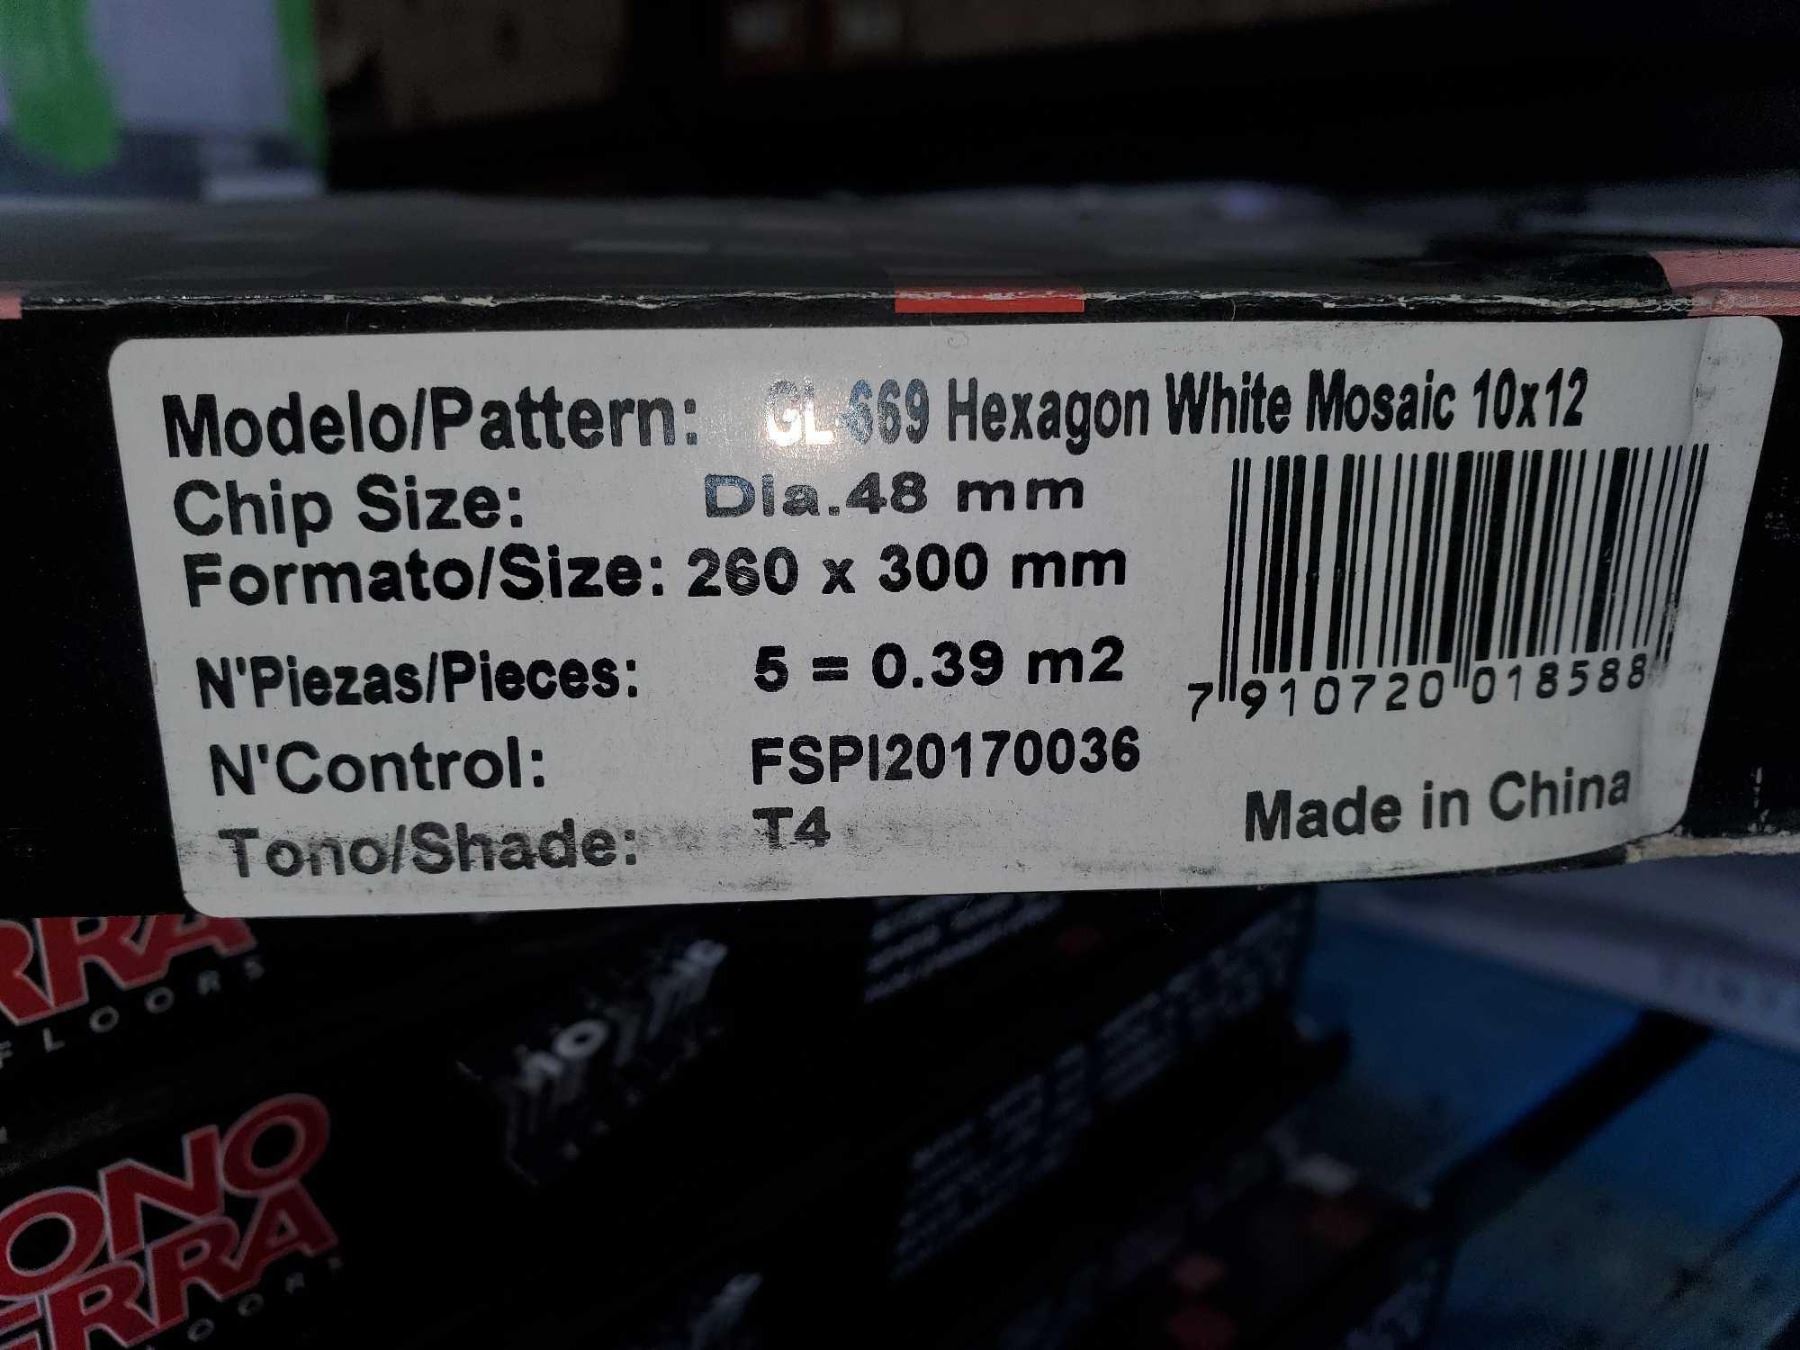 Modelo/Pattern: GL-669 Hexagon White Mosaic 10x12
Chip Size: Dia.48 mm
Formato/Size: 260 x 300 mm
N'Piezas/Pieces: 5 = 0.39 m2
7 910720 018588
N'Control: FSPI20170036
Tono/Shade: T4
Made in China
RRA
FLOORS
ONO
ERRA